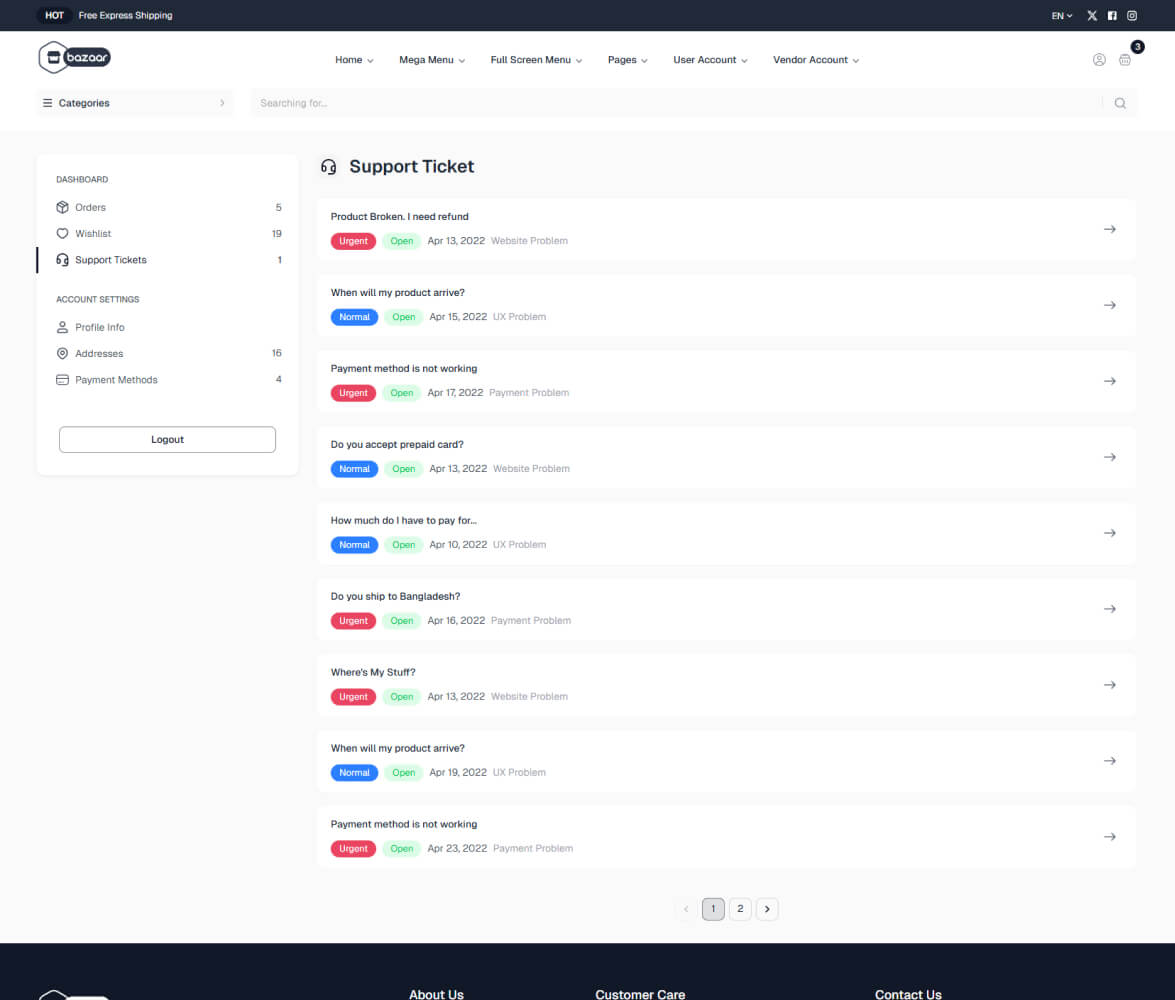 HOT Free Express Shipping EN
bazaar
Home Mega Menu Full Screen Menu Pages User Account Vendor Account 3
Categories Searching for...
DASHBOARD
Orders 5
Wishlist 19
Support Tickets 1
ACCOUNT SETTINGS
Profile Info
Addresses 16
Payment Methods 4
Logout
Support Ticket
Product Broken. I need refund
Urgent Open Apr 13, 2022 Website Problem
When will my product arrive?
Normal Open Apr 15, 2022 UX Problem
Payment method is not working
Urgent Open Apr 17, 2022 Payment Problem
Do you accept prepaid card?
Normal Open Apr 13, 2022 Website Problem
How much do I have to pay for...
Normal Open Apr 10, 2022 UX Problem
Do you ship to Bangladesh?
Urgent Open Apr 16, 2022 Payment Problem
Where's My Stuff?
Urgent Open Apr 13, 2022 Website Problem
When will my product arrive?
Normal Open Apr 19, 2022 UX Problem
Payment method is not working
Urgent Open Apr 23, 2022 Payment Problem
1 2
About Us Customer Care Contact Us